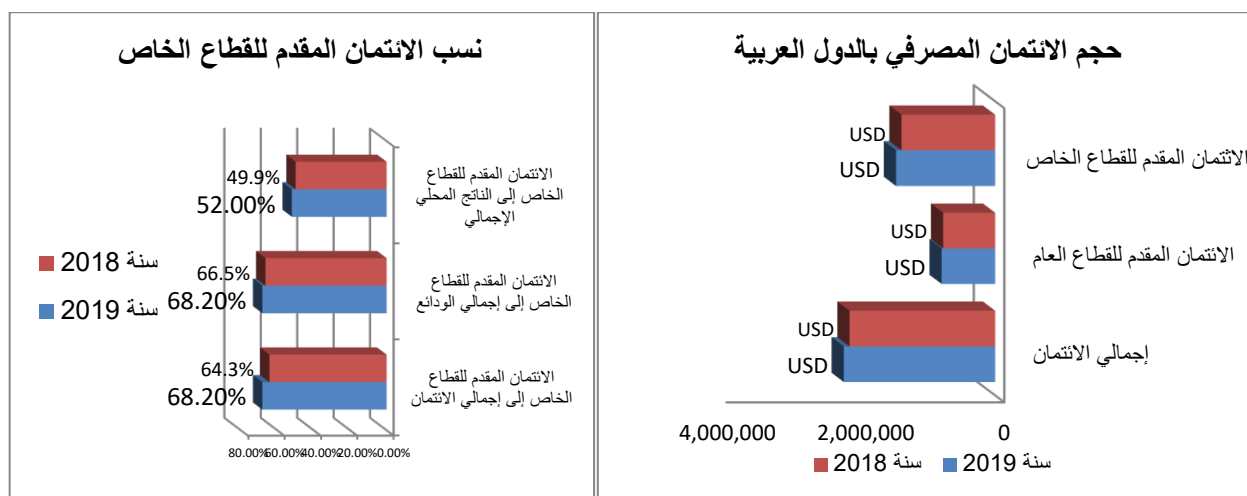 حجم الائتمان المصرفي بالدول العربية
USD
USD
الائتمان المقدم للقطاع الخاص
USD
USD
الائتمان المقدم للقطاع العام
USD
USD
إجمالي الائتمان
4,000,000 2,000,000 0
سنة 2018 سنة 2019
نسب الائتمان المقدم للقطاع الخاص
الائتمان المقدم للقطاع
الخاص إلى الناتج المحلي
الإجمالي
49.9%
52.00%
الائتمان المقدم للقطاع
الخاص إلى إجمالي الودائع
66.5%
68.20%
الائتمان المقدم للقطاع
الخاص إلى إجمالي الائتمان
64.3%
68.20%
80.00% 60.00% 40.00% 20.00% 0.00%
سنة 2018
سنة 2019